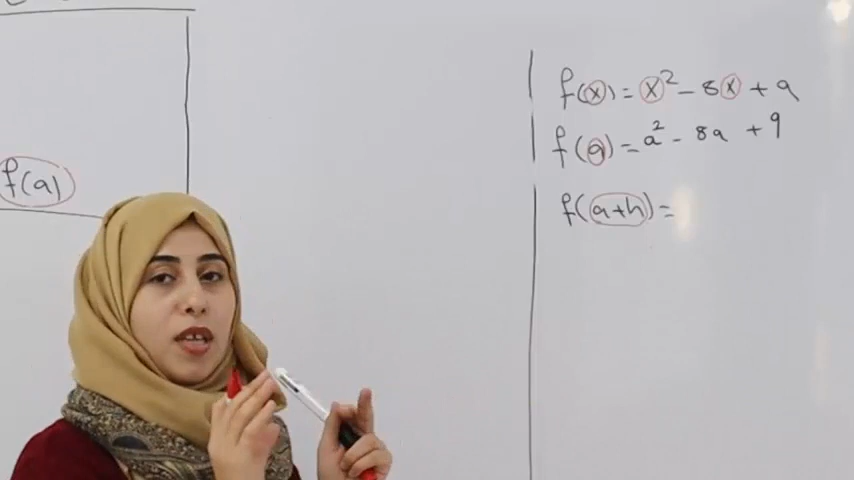 f(a)
f(x) = x² - 8x + 9
f(a) = a² - 8a + 9
f(a+h) =